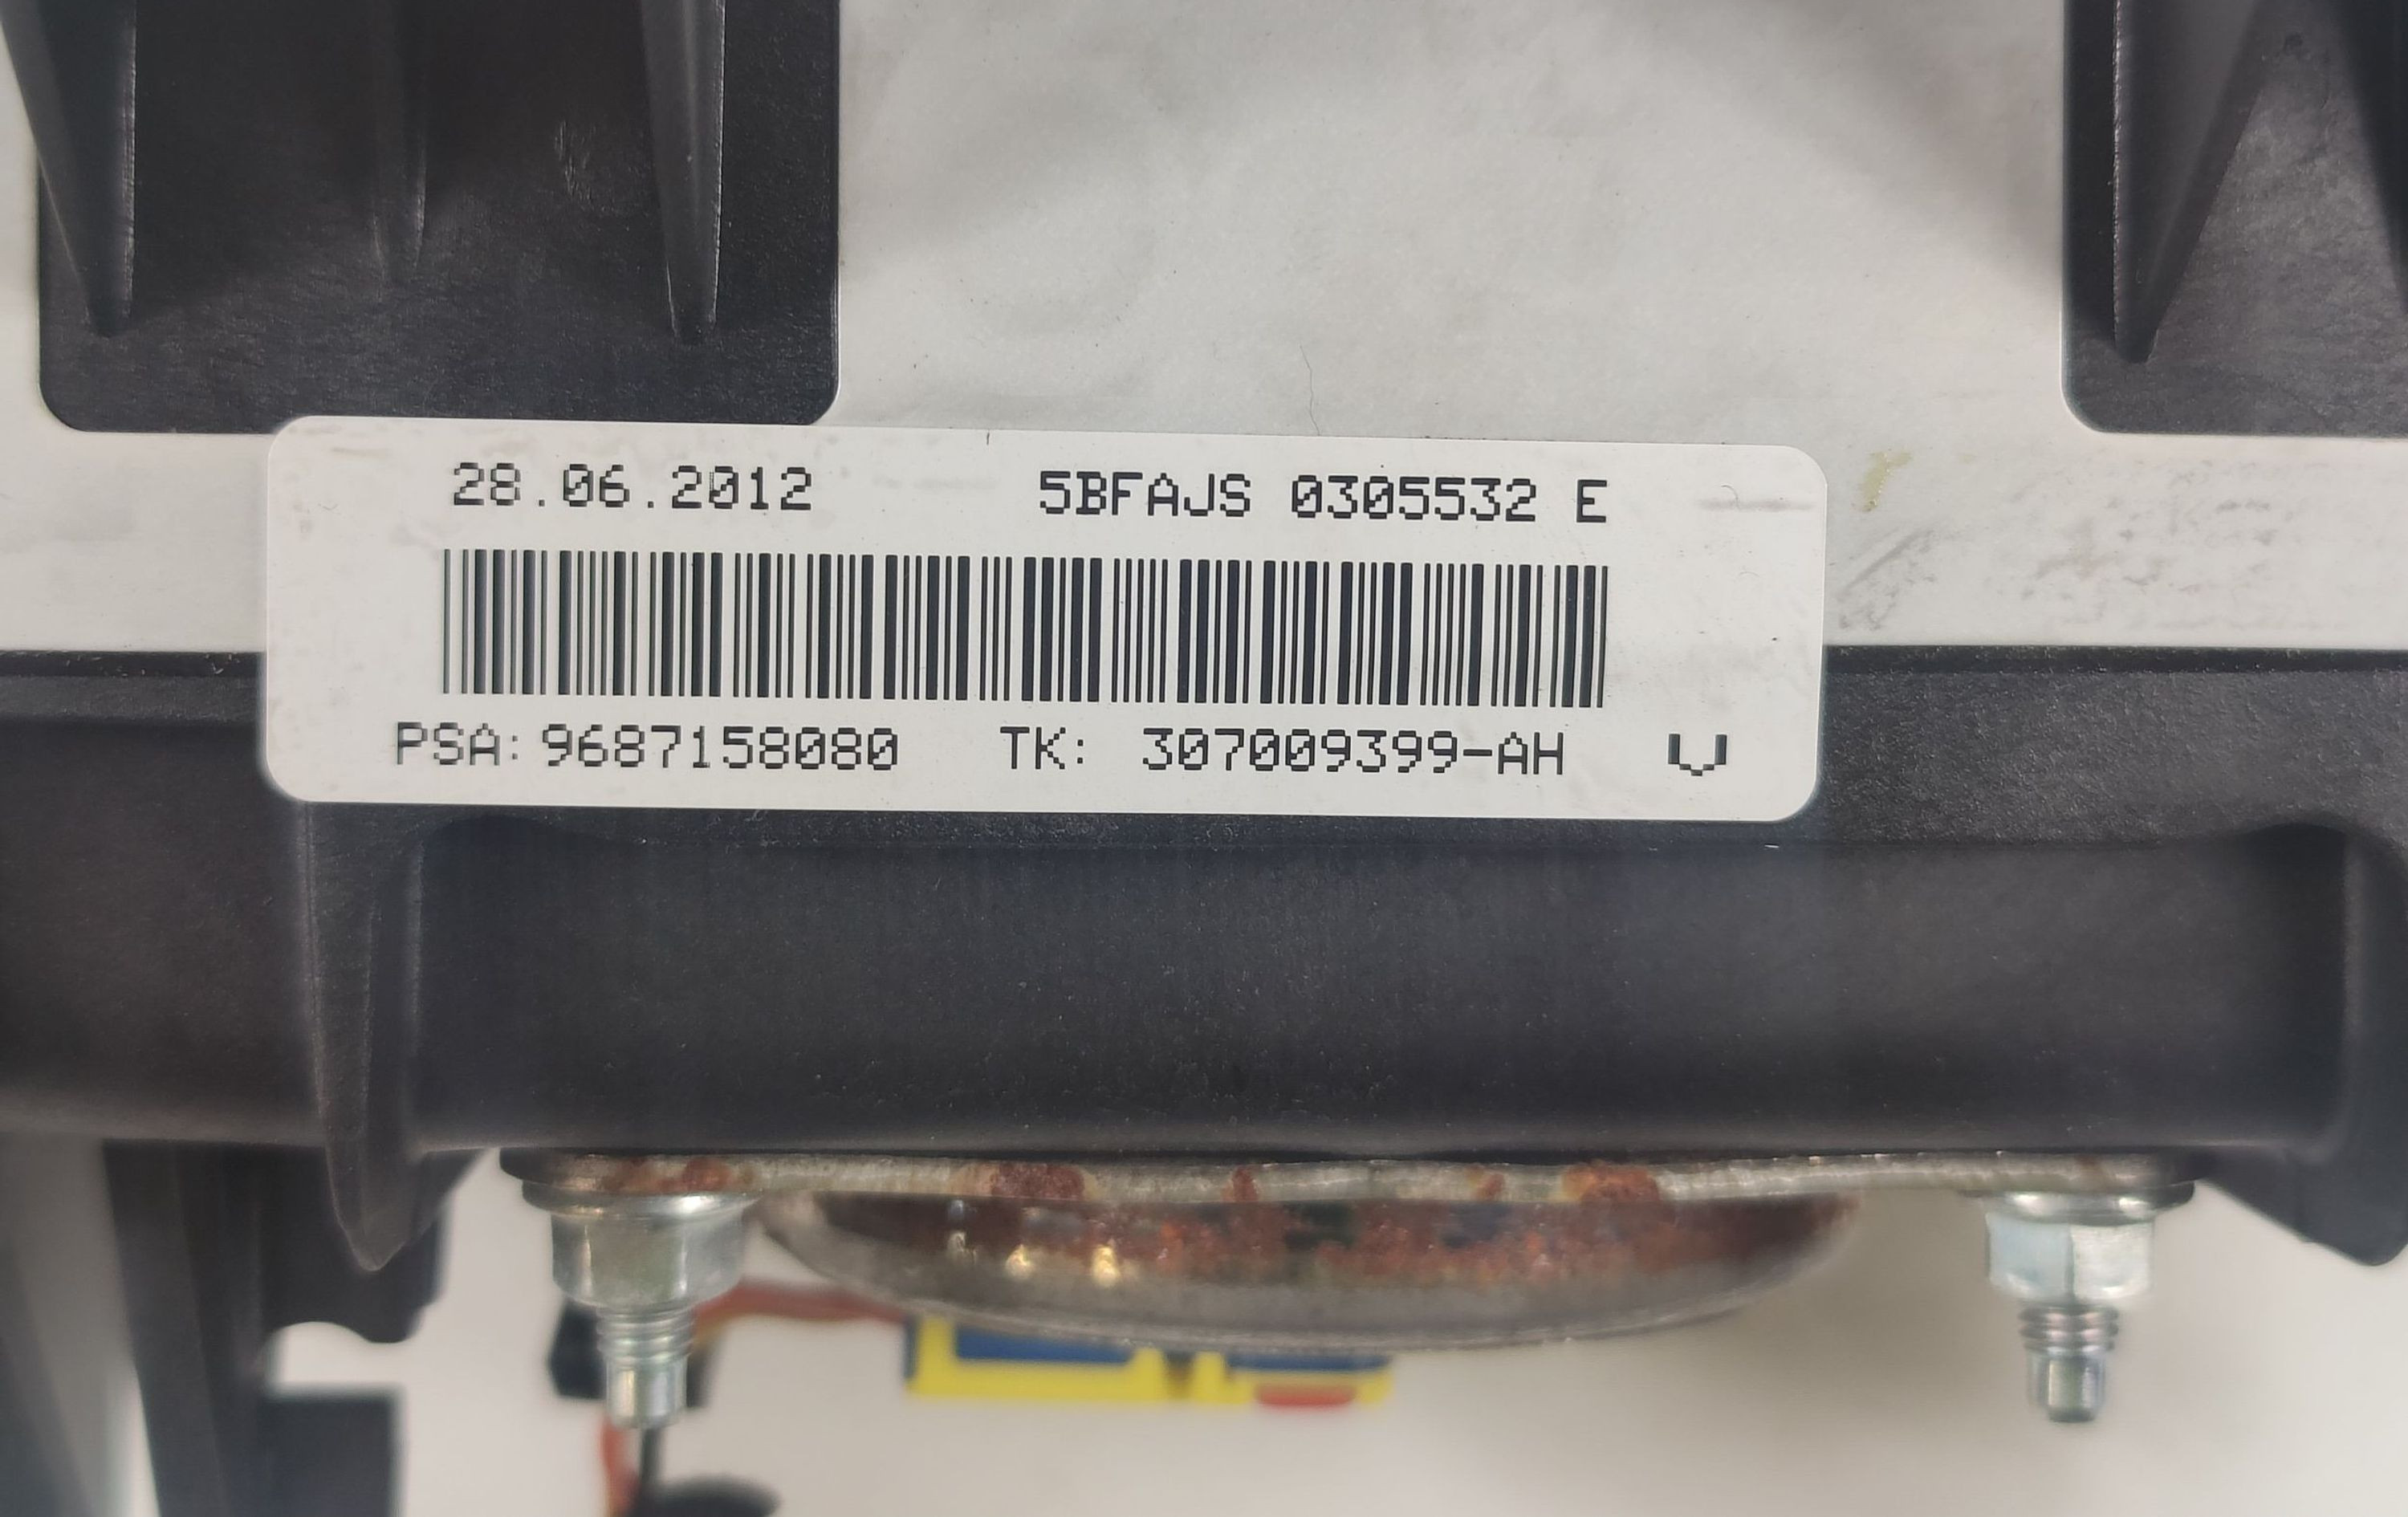 28.06.2012 5BFAJS 0305532 E
PSA: 9687158080 TK: 307009399-AH V